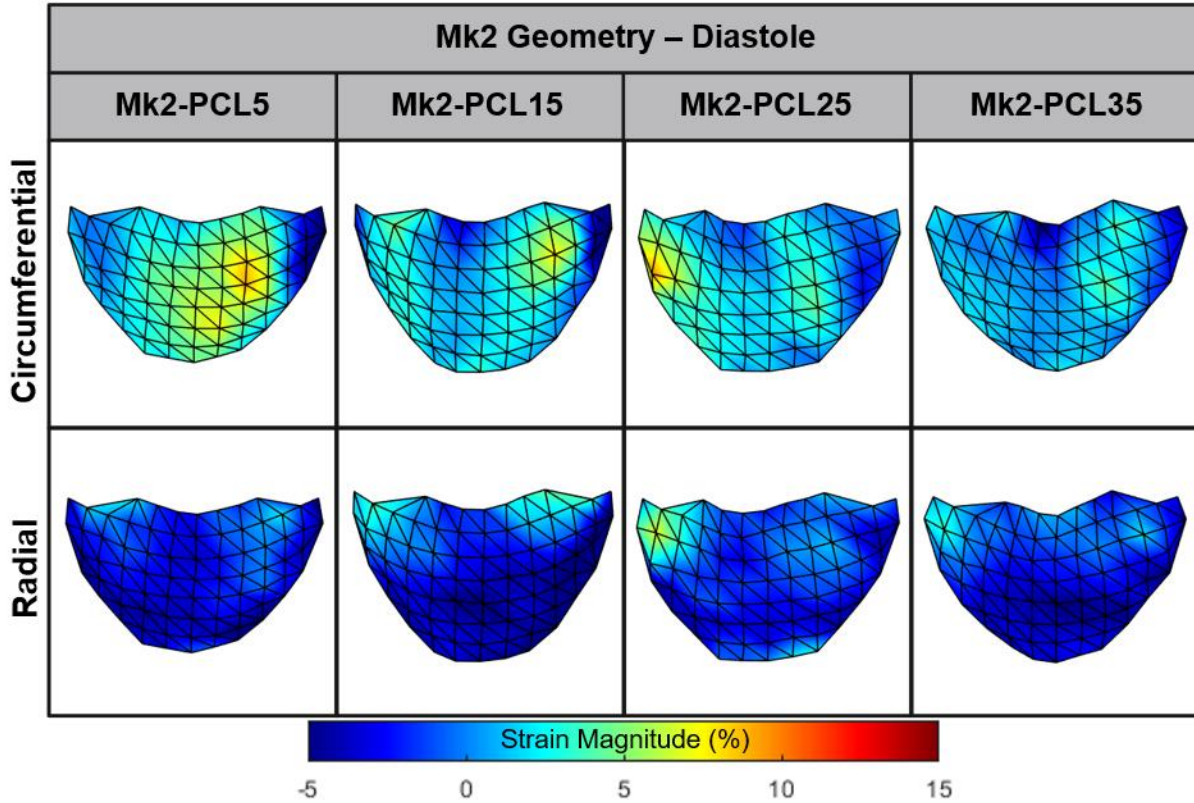 Mk2 Geometry – Diastole
Mk2-PCL5 Mk2-PCL15 Mk2-PCL25 Mk2-PCL35
Circumferential
Radial
Strain Magnitude (%)
-5 0 5 10 15